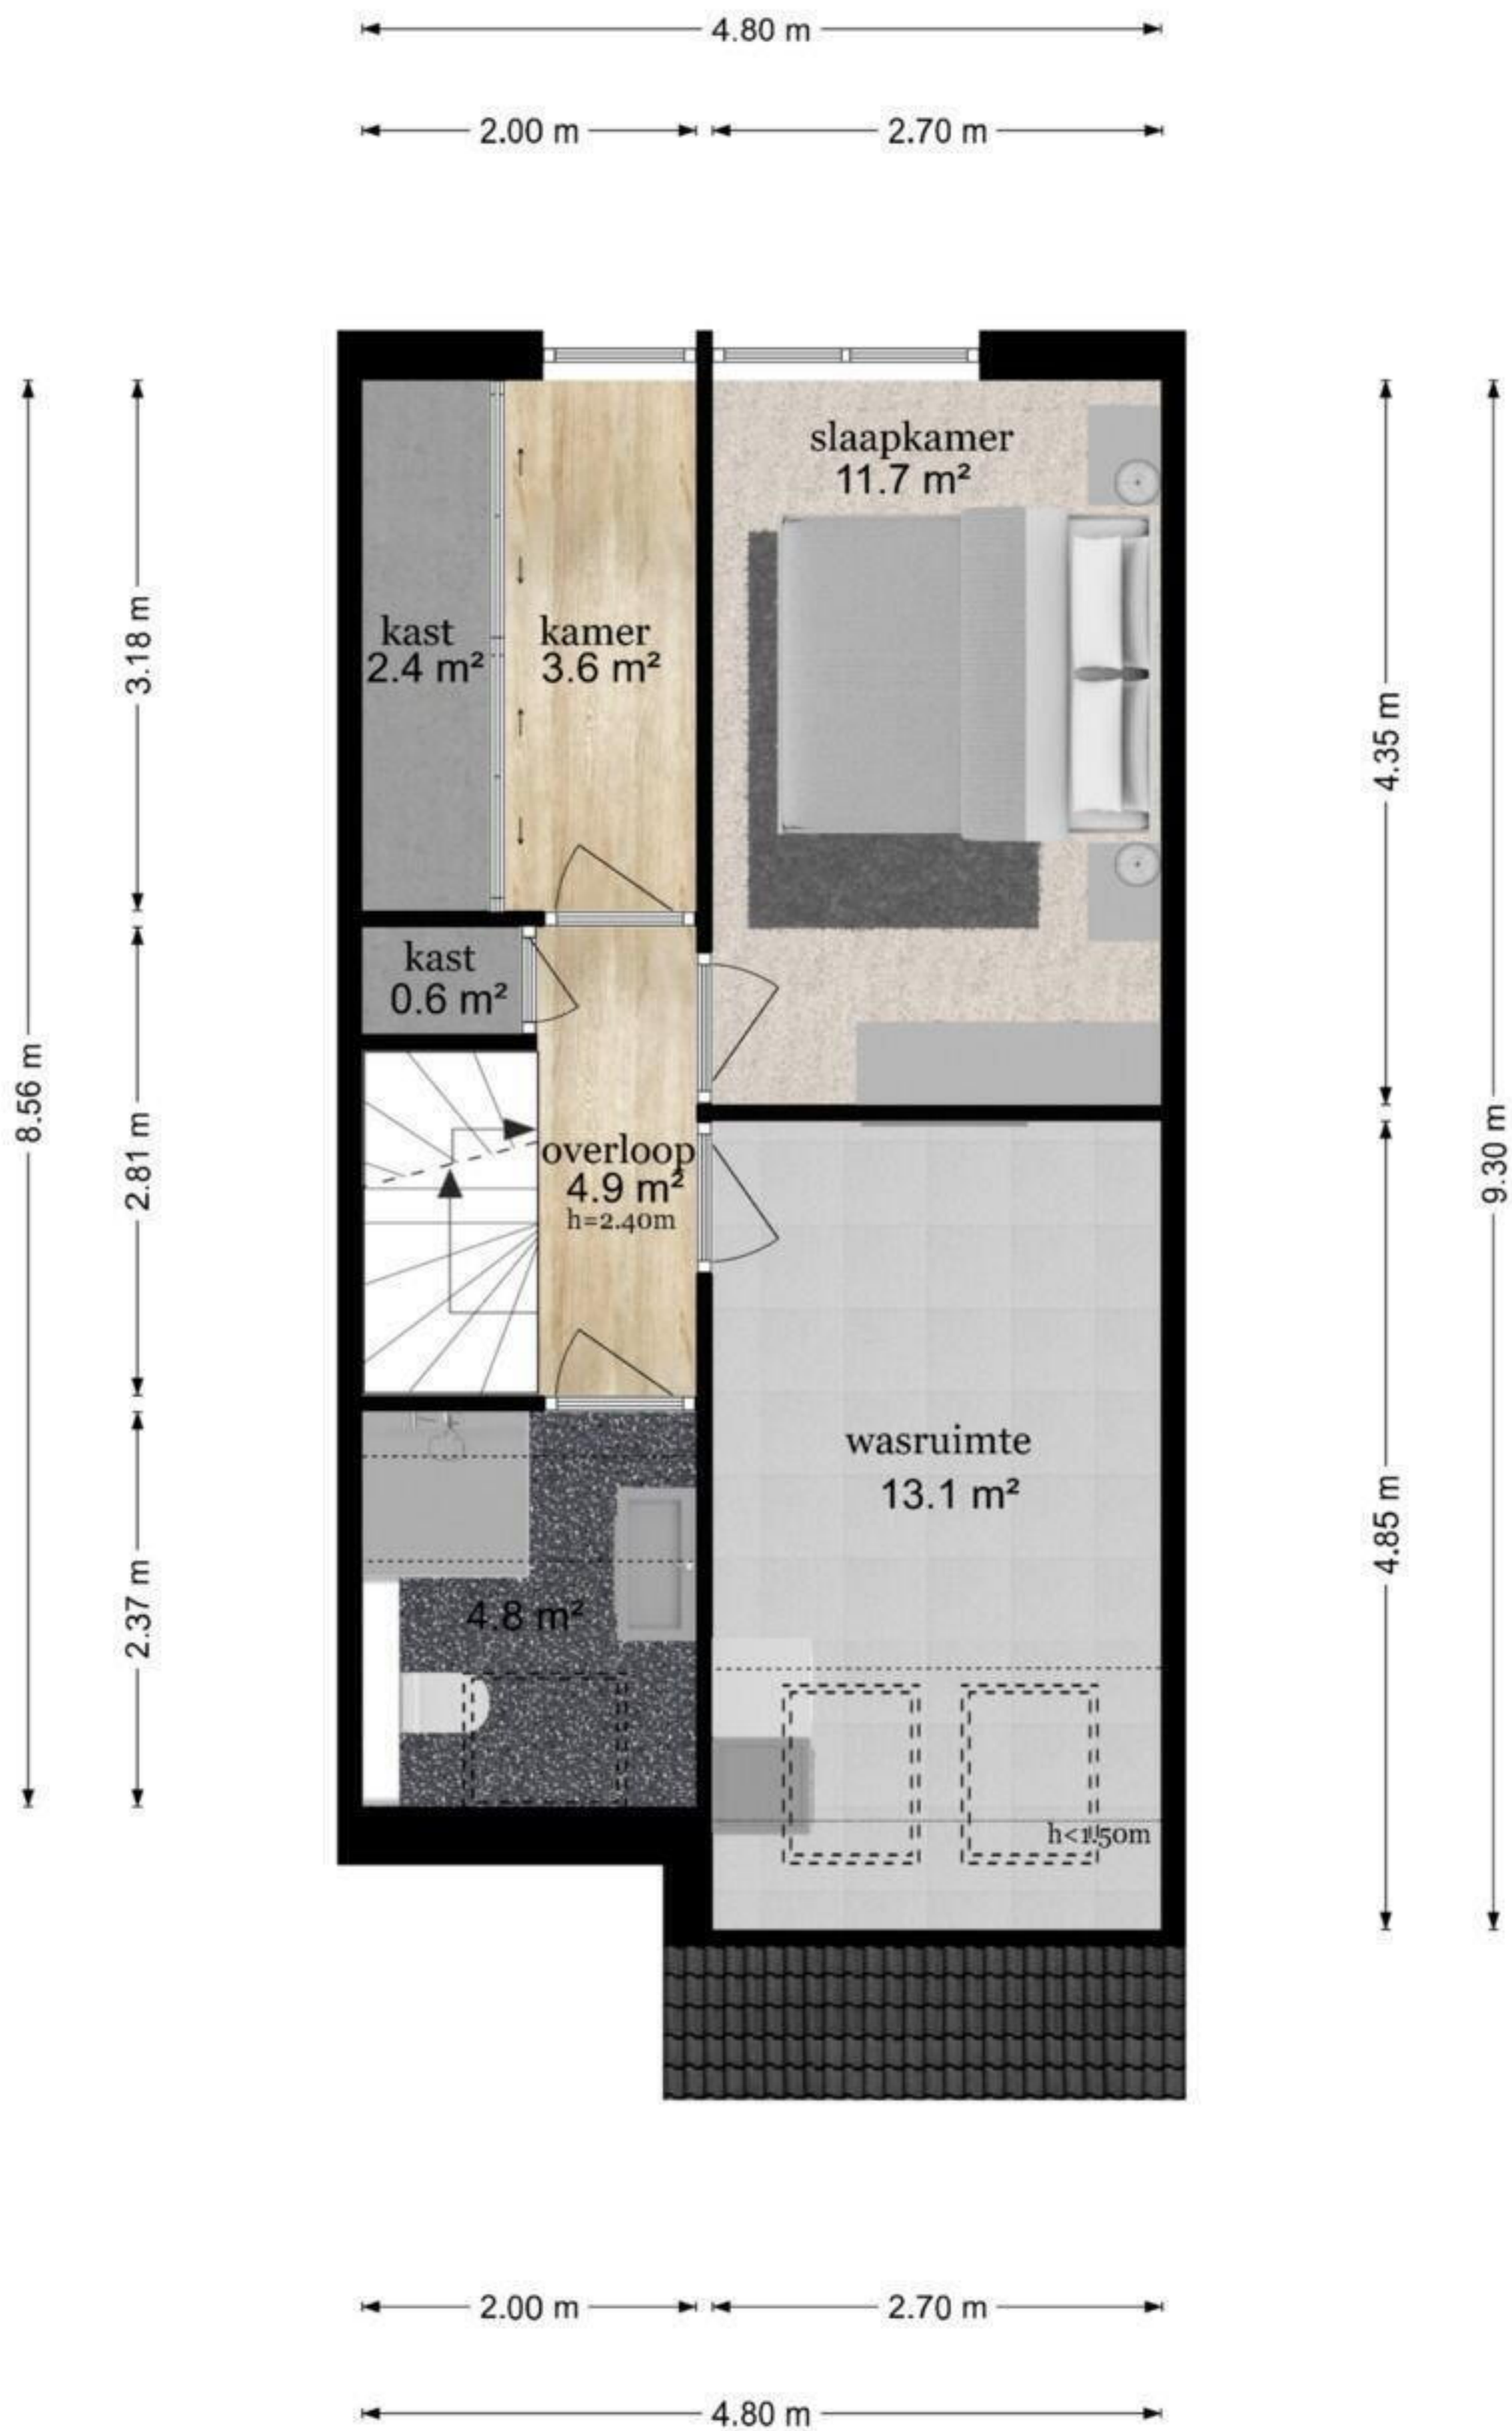 4.80 m
2.00 m
2.70 m
slaapkamer
11.7 m²
kast
2.4 m²
kamer
3.6 m²
3.18 m
4.35 m
kast
0.6 m²
8.56 m
2.81 m
overloop
4.9 m²
h=2.40m
9.30 m
wasruimte
13.1 m²
4.85 m
2.37 m
4.8 m²
h<1.50m
2.00 m
2.70 m
4.80 m